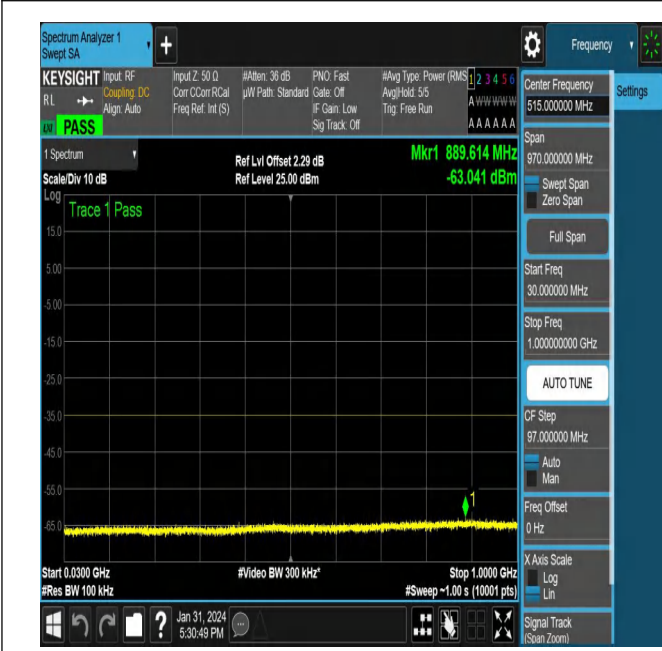 Spectrum Analyzer 1
Swept SA
+
Frequency
KEYSIGHT
RL
Input: RF
Coupling: DC
Align: Auto
Input Z: 50 Ω
Corr CCorr RCal
Freq Ref: Int (S)
#Atten: 36 dB
µW Path: Standard
PNO: Fast
Gate: Off
IF Gain: Low
Sig Track: Off
#Avg Type: Power (RMS
Avg|Hold: 5/5
Trig: Free Run
1 2 3 4 5 6
A W W W W W
A A A A A A
LXI PASS
1 Spectrum
Scale/Div 10 dB
Ref Lvl Offset 2.29 dB
Ref Level 25.00 dBm
Mkr1 889.614 MHz
-63.041 dBm
Log
Trace 1 Pass
15.0
5.00
-5.00
-15.0
-25.0
-35.0
-45.0
-55.0
-65.0
1
Start 0.0300 GHz
#Res BW 100 kHz
#Video BW 300 kHz*
Stop 1.0000 GHz
#Sweep ~1.00 s (10001 pts)
Jan 31, 2024
5:30:49 PM
?
Center Frequency
515.000000 MHz
Settings
Span
970.000000 MHz
Swept Span
Zero Span
Full Span
Start Freq
30.000000 MHz
Stop Freq
1.000000000 GHz
AUTO TUNE
CF Step
97.000000 MHz
Auto
Man
Freq Offset
0 Hz
X Axis Scale
Log
Lin
Signal Track
(Span Zoom)